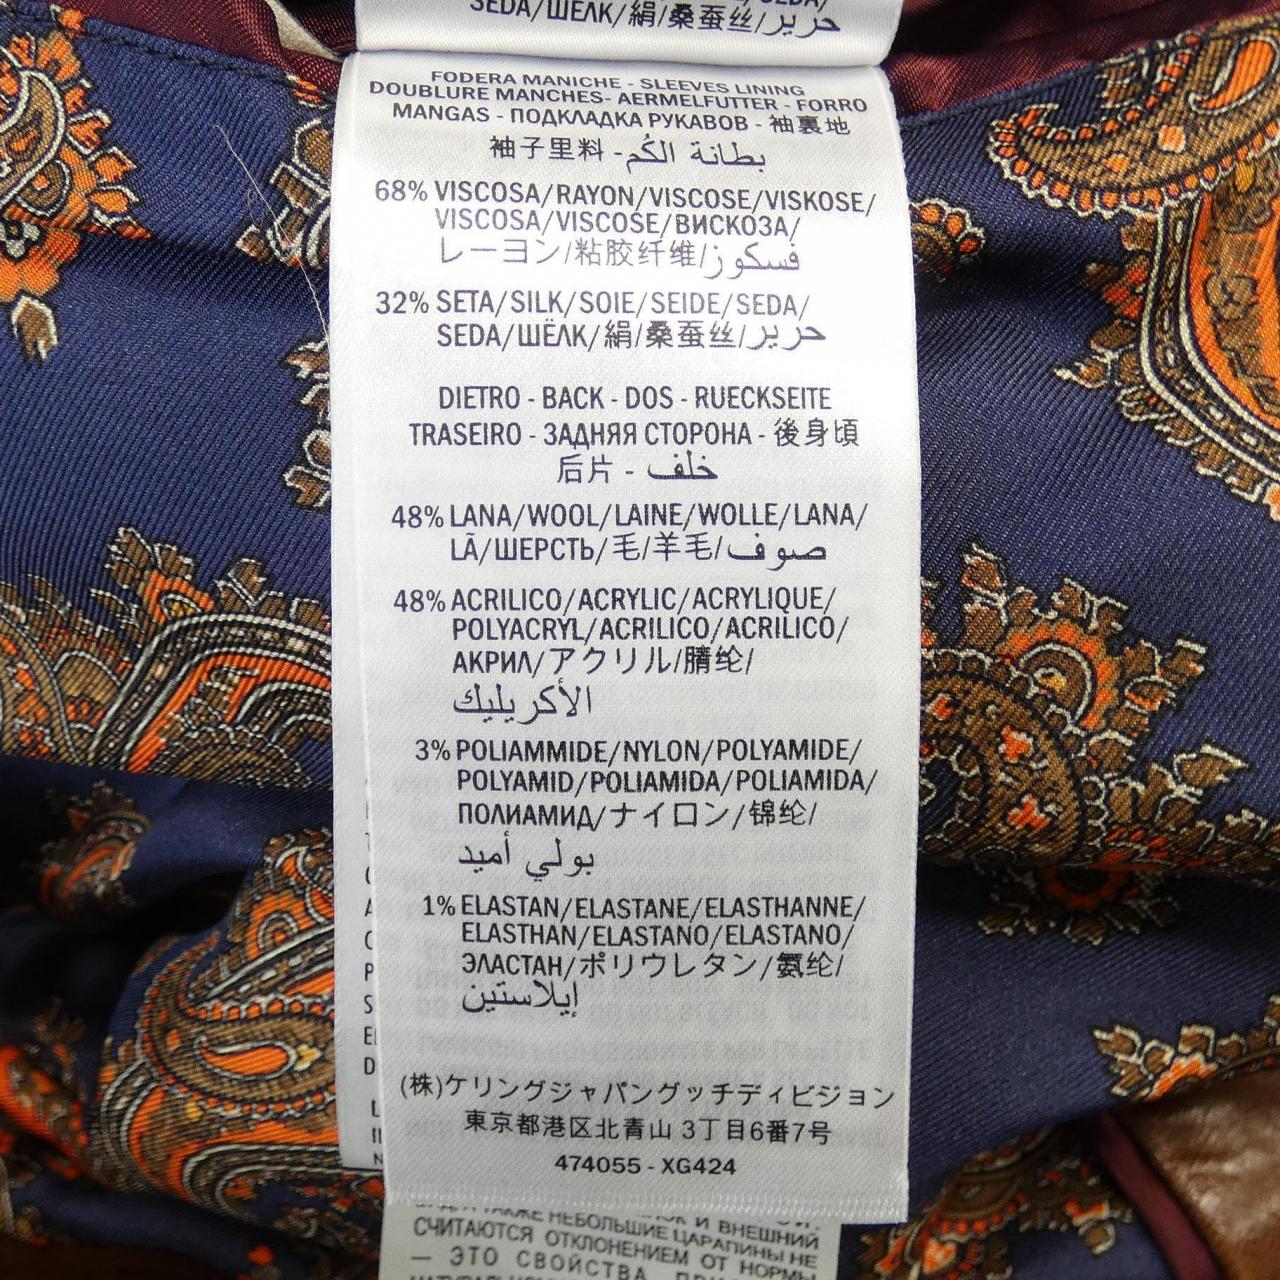 SEDA/ШЁЛК/絹/桑蚕丝/حرير
FODERA MANICHE - SLEEVES LINING
DOUBLURE MANCHES- AERMELFUTTER - FORRO
MANGAS - ПОДКЛАДКА РУКАВОВ - 袖裏地
袖子里料 - بطانة الكُم
68% VISCOSA/RAYON/VISCOSE/VISKOSE/
VISCOSA/VISCOSE/ВИСКОЗА/
レーヨン/粘胶纤维/فسكوز
32% SETA/SILK/SOIE/SEIDE/SEDA/
SEDA/ШЁЛК/絹/桑蚕丝/حرير
DIETRO - BACK - DOS - RUECKSEITE
TRASEIRO - ЗАДНЯЯ СТОРОНА - 後身頃
后片 - خلف
48% LANA/WOOL/LAINE/WOLLE/LANA/
LÃ/ШЕРСТЬ/毛/羊毛/صوف
48% ACRILICO/ACRYLIC/ACRYLIQUE/
POLYACRYL/ACRILICO/ACRILICO/
АКРИЛ/アクリル/腈纶/
الأكريليك
3% POLIAMMIDE/NYLON/POLYAMIDE/
POLYAMID/POLIAMIDA/POLIAMIDA/
ПОЛИАМИД/ナイロン/锦纶/
بولي أميد
1% ELASTAN/ELASTANE/ELASTHANNE/
ELASTHAN/ELASTANO/ELASTANO/
ЭЛАСТАН/ポリウレタン/氨纶/
إيلاستين
(株)ケリングジャパングッチディビジョン
東京都港区北青山 3丁目6番7号
474055 - XG424
ТАКЖЕ НЕБОЛЬШИЕ ЦАРАПИНЫ НЕ
СЧИТАЮТСЯ ОТКЛОНЕНИЕМ ОТ НОРМЫ
— ЭТО СВОЙСТВА